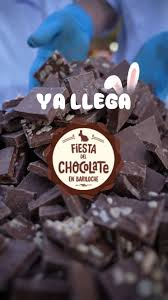 YA LLEGA
FIESTA
DEL
CHOCOLATE
EN BARILOCHE